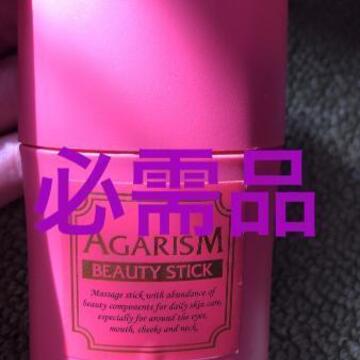 必需品
AGARISM
BEAUTY STICK
Massage stick with abundance of
beauty components for daily skin care,
especially for around the eyes,
mouth, cheeks and neck.